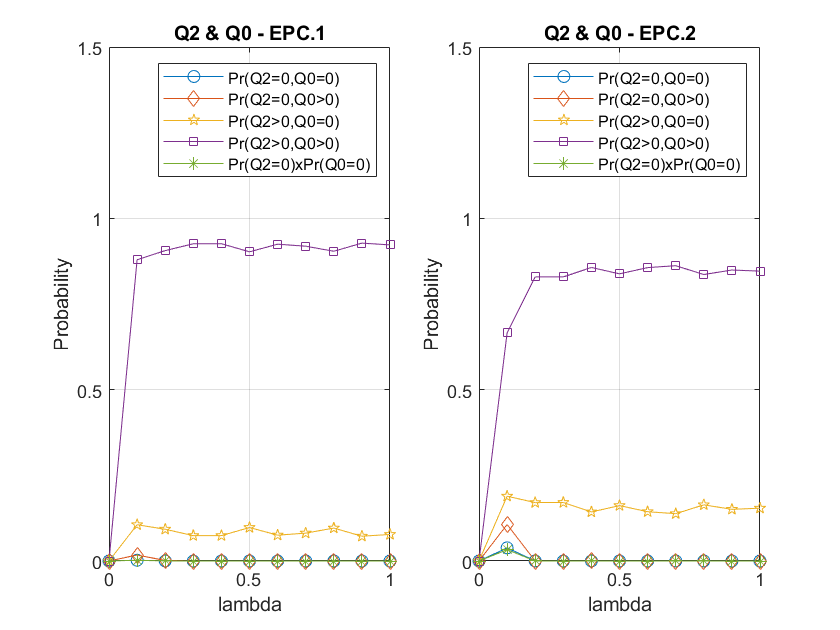 Q2 & Q0 - EPC.1
1.5
1
0.5
0
Probability
0
0.5
1
lambda
Pr(Q2=0,Q0=0)
Pr(Q2=0,Q0>0)
Pr(Q2>0,Q0=0)
Pr(Q2>0,Q0>0)
Pr(Q2=0)xPr(Q0=0)
Q2 & Q0 - EPC.2
1.5
1
0.5
0
Probability
0
0.5
1
lambda
Pr(Q2=0,Q0=0)
Pr(Q2=0,Q0>0)
Pr(Q2>0,Q0=0)
Pr(Q2>0,Q0>0)
Pr(Q2=0)xPr(Q0=0)